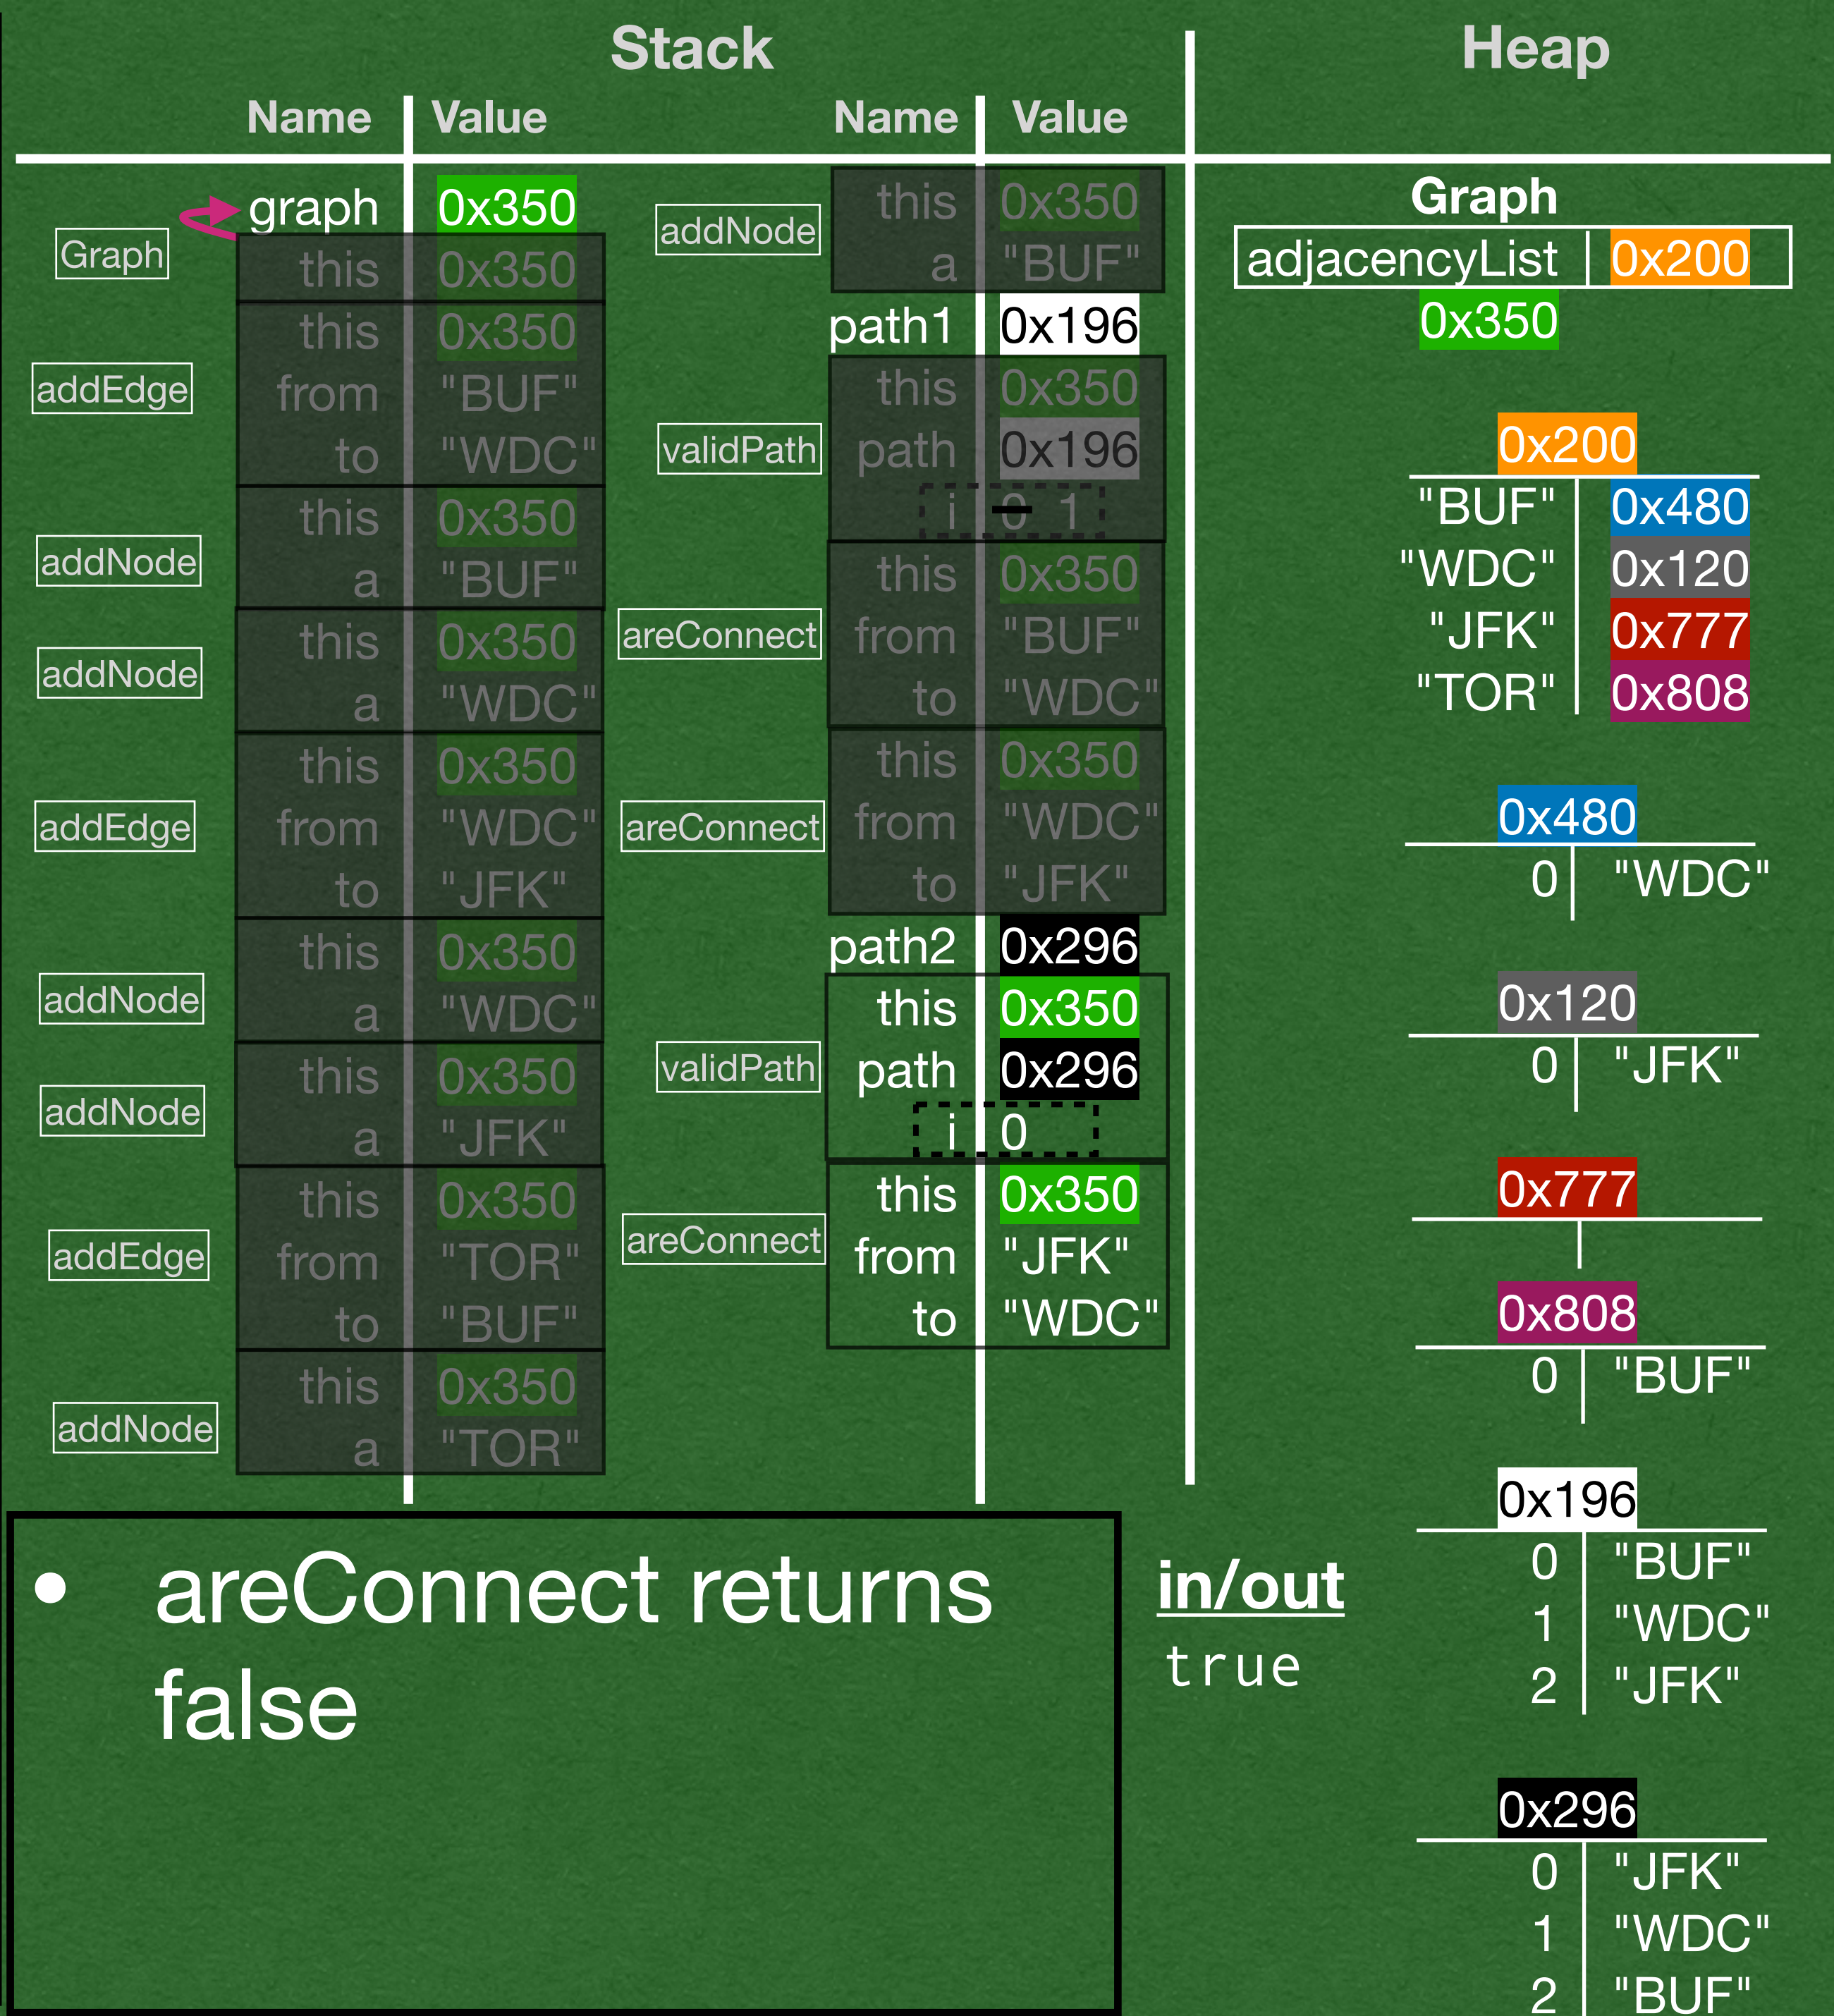 Stack
Heap
Name Value Name Value
graph 0x350
Graph
this 0x350
addEdge
this 0x350
from "BUF"
to "WDC"
addNode
this 0x350
a "BUF"
addNode
this 0x350
a "WDC"
addEdge
this 0x350
from "WDC"
to "JFK"
addNode
this 0x350
a "WDC"
addNode
this 0x350
a "JFK"
addEdge
this 0x350
from "TOR"
to "BUF"
addNode
this 0x350
a "TOR"
addNode
this 0x350
a "BUF"
path1 0x196
validPath
this 0x350
path 0x196
i 0 1
areConnect
this 0x350
from "BUF"
to "WDC"
areConnect
this 0x350
from "WDC"
to "JFK"
path2 0x296
validPath
this 0x350
path 0x296
i 0
areConnect
this 0x350
from "JFK"
to "WDC"
Graph
adjacencyList 0x200
0x350
0x200
"BUF" 0x480
"WDC" 0x120
"JFK" 0x777
"TOR" 0x808
0x480
0 "WDC"
0x120
0 "JFK"
0x777
0x808
0 "BUF"
0x196
0 "BUF"
1 "WDC"
2 "JFK"
0x296
0 "JFK"
1 "WDC"
2 "BUF"
• areConnect returns
false
in/out
true